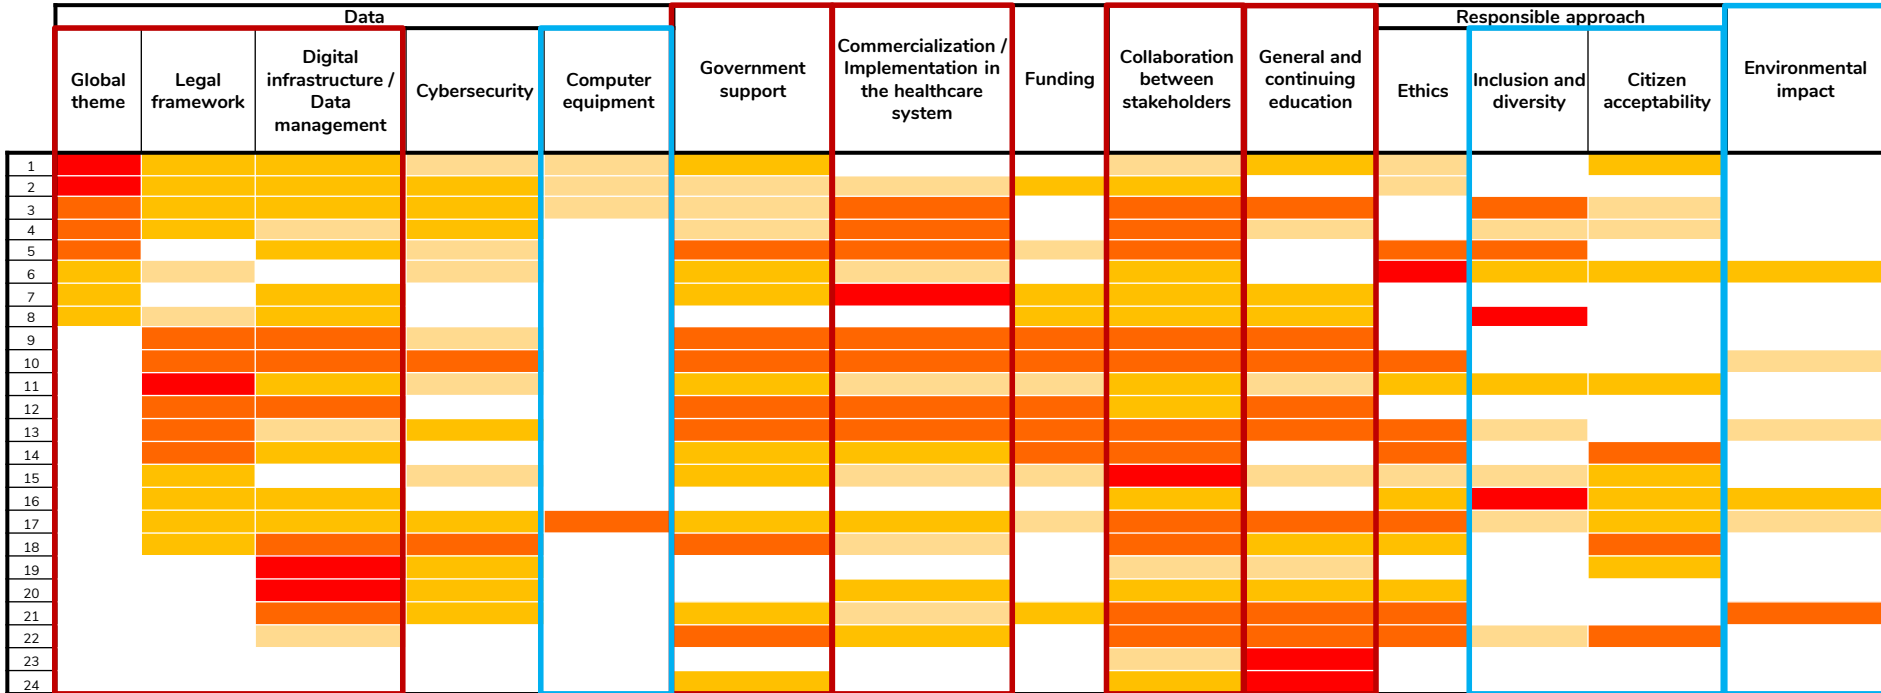 Data
Responsible approach
Global
theme
Legal
framework
Digital
infrastructure /
Data
management
Cybersecurity
Computer
equipment
Government
support
Commercialization /
Implementation in
the healthcare
system
Funding
Collaboration
between
stakeholders
General and
continuing
education
Ethics
Inclusion and
diversity
Citizen
acceptability
Environmental
impact
1
2
3
4
5
6
7
8
9
10
11
12
13
14
15
16
17
18
19
20
21
22
23
24